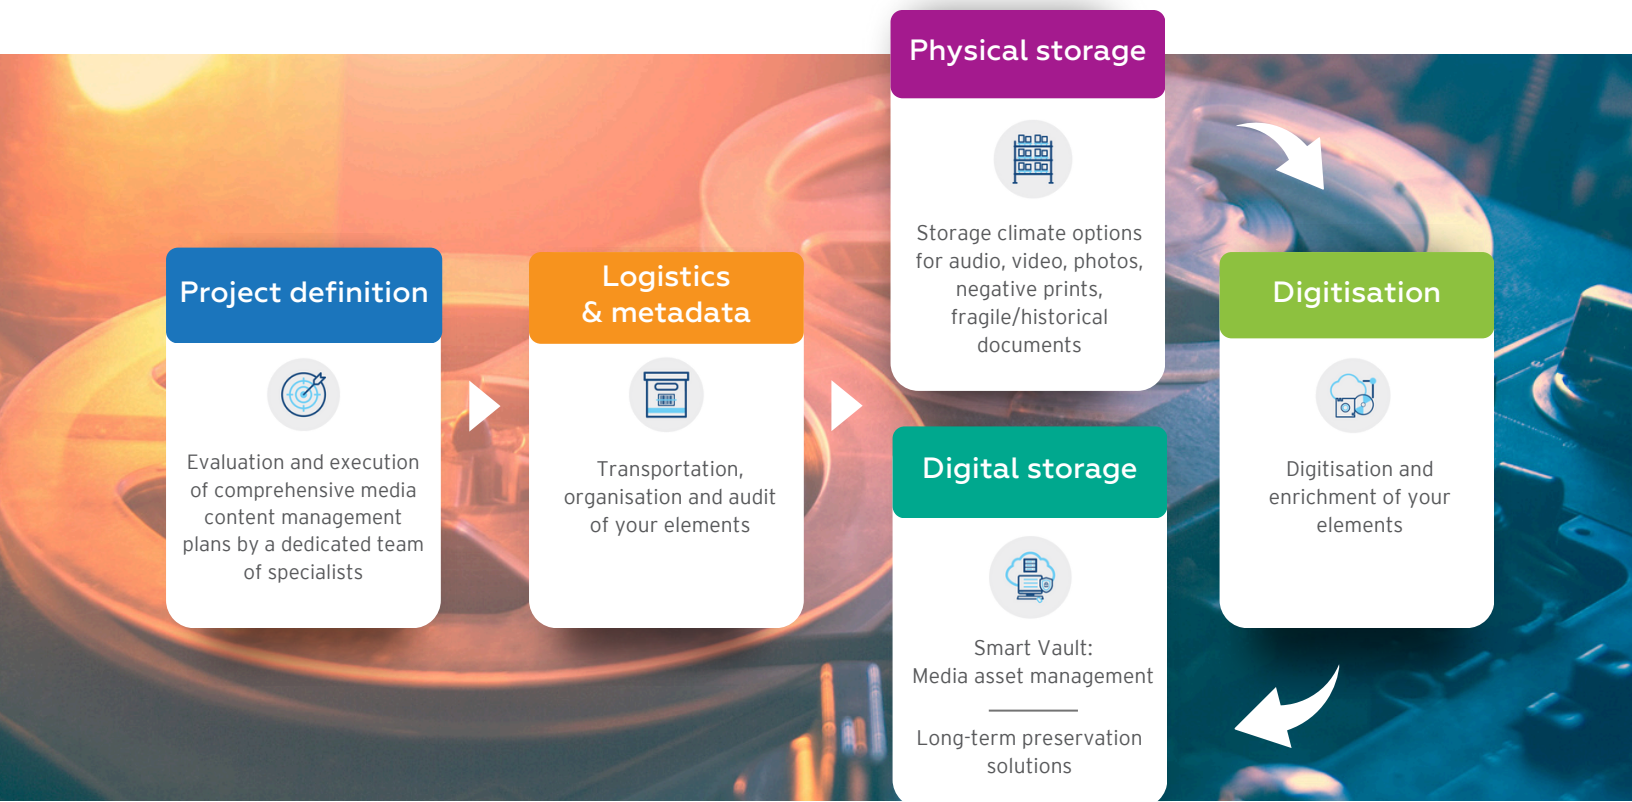 Project definition
Evaluation and execution
of comprehensive media
content management
plans by a dedicated team
of specialists
Logistics
& metadata
Transportation,
organisation and audit
of your elements
Physical storage
Storage climate options
for audio, video, photos,
negative prints,
fragile/historical
documents
Digital storage
Smart Vault:
Media asset management
Long-term preservation
solutions
Digitisation
Digitisation and
enrichment of your
elements